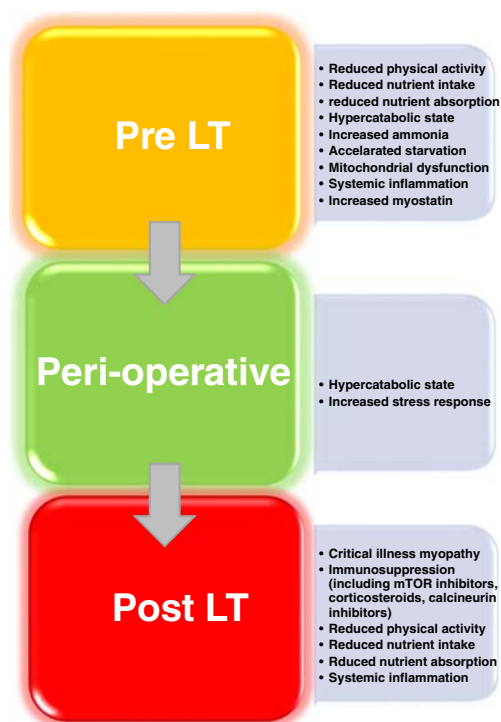 Pre LT
• Reduced physical activity
• Reduced nutrient intake
• reduced nutrient absorption
• Hypercatabolic state
• Increased ammonia
• Accelarated starvation
• Mitochondrial dysfunction
• Systemic inflammation
• Increased myostatin
Peri-operative
• Hypercatabolic state
• Increased stress response
Post LT
• Critical illness myopathy
• Immunosuppression
(including mTOR inhibitors,
corticosteroids, calcineurin
inhibitors)
• Reduced physical activity
• Reduced nutrient intake
• Rduced nutrient absorption
• Systemic inflammation